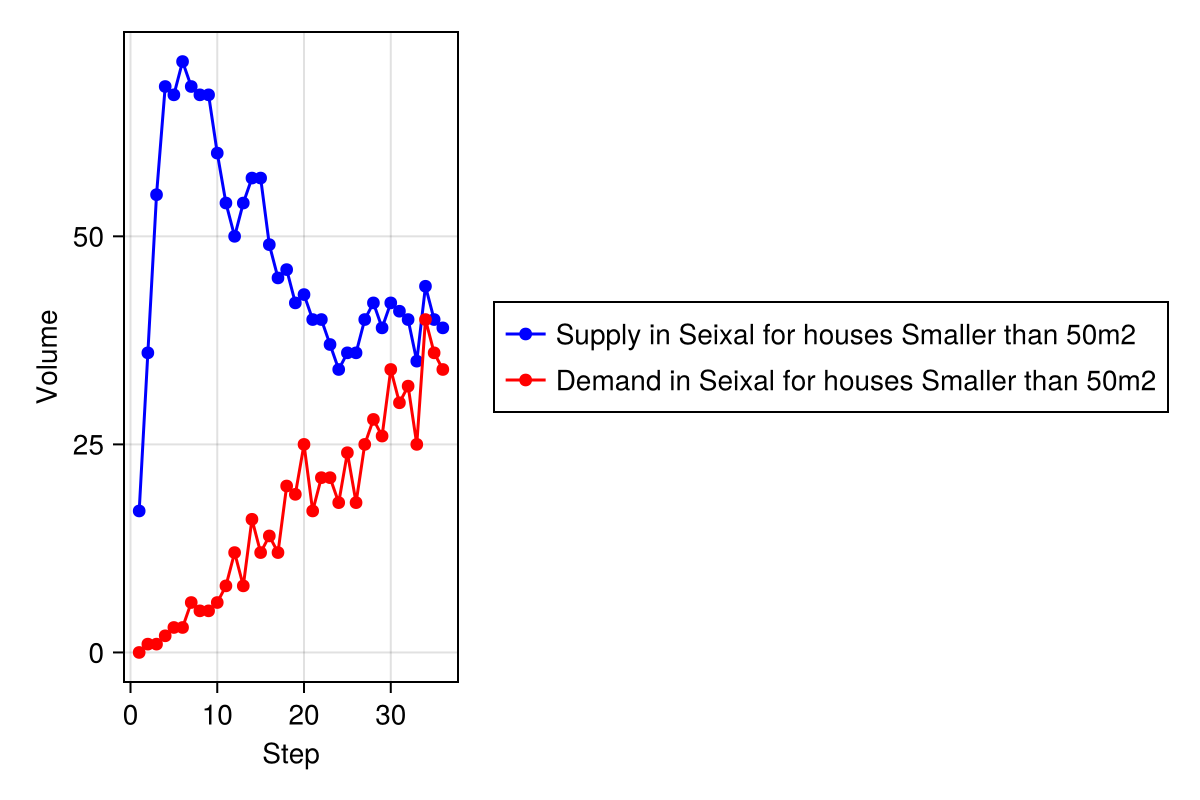 Volume
50
25
0
0 10 20 30
Step
Supply in Seixal for houses Smaller than 50m2
Demand in Seixal for houses Smaller than 50m2